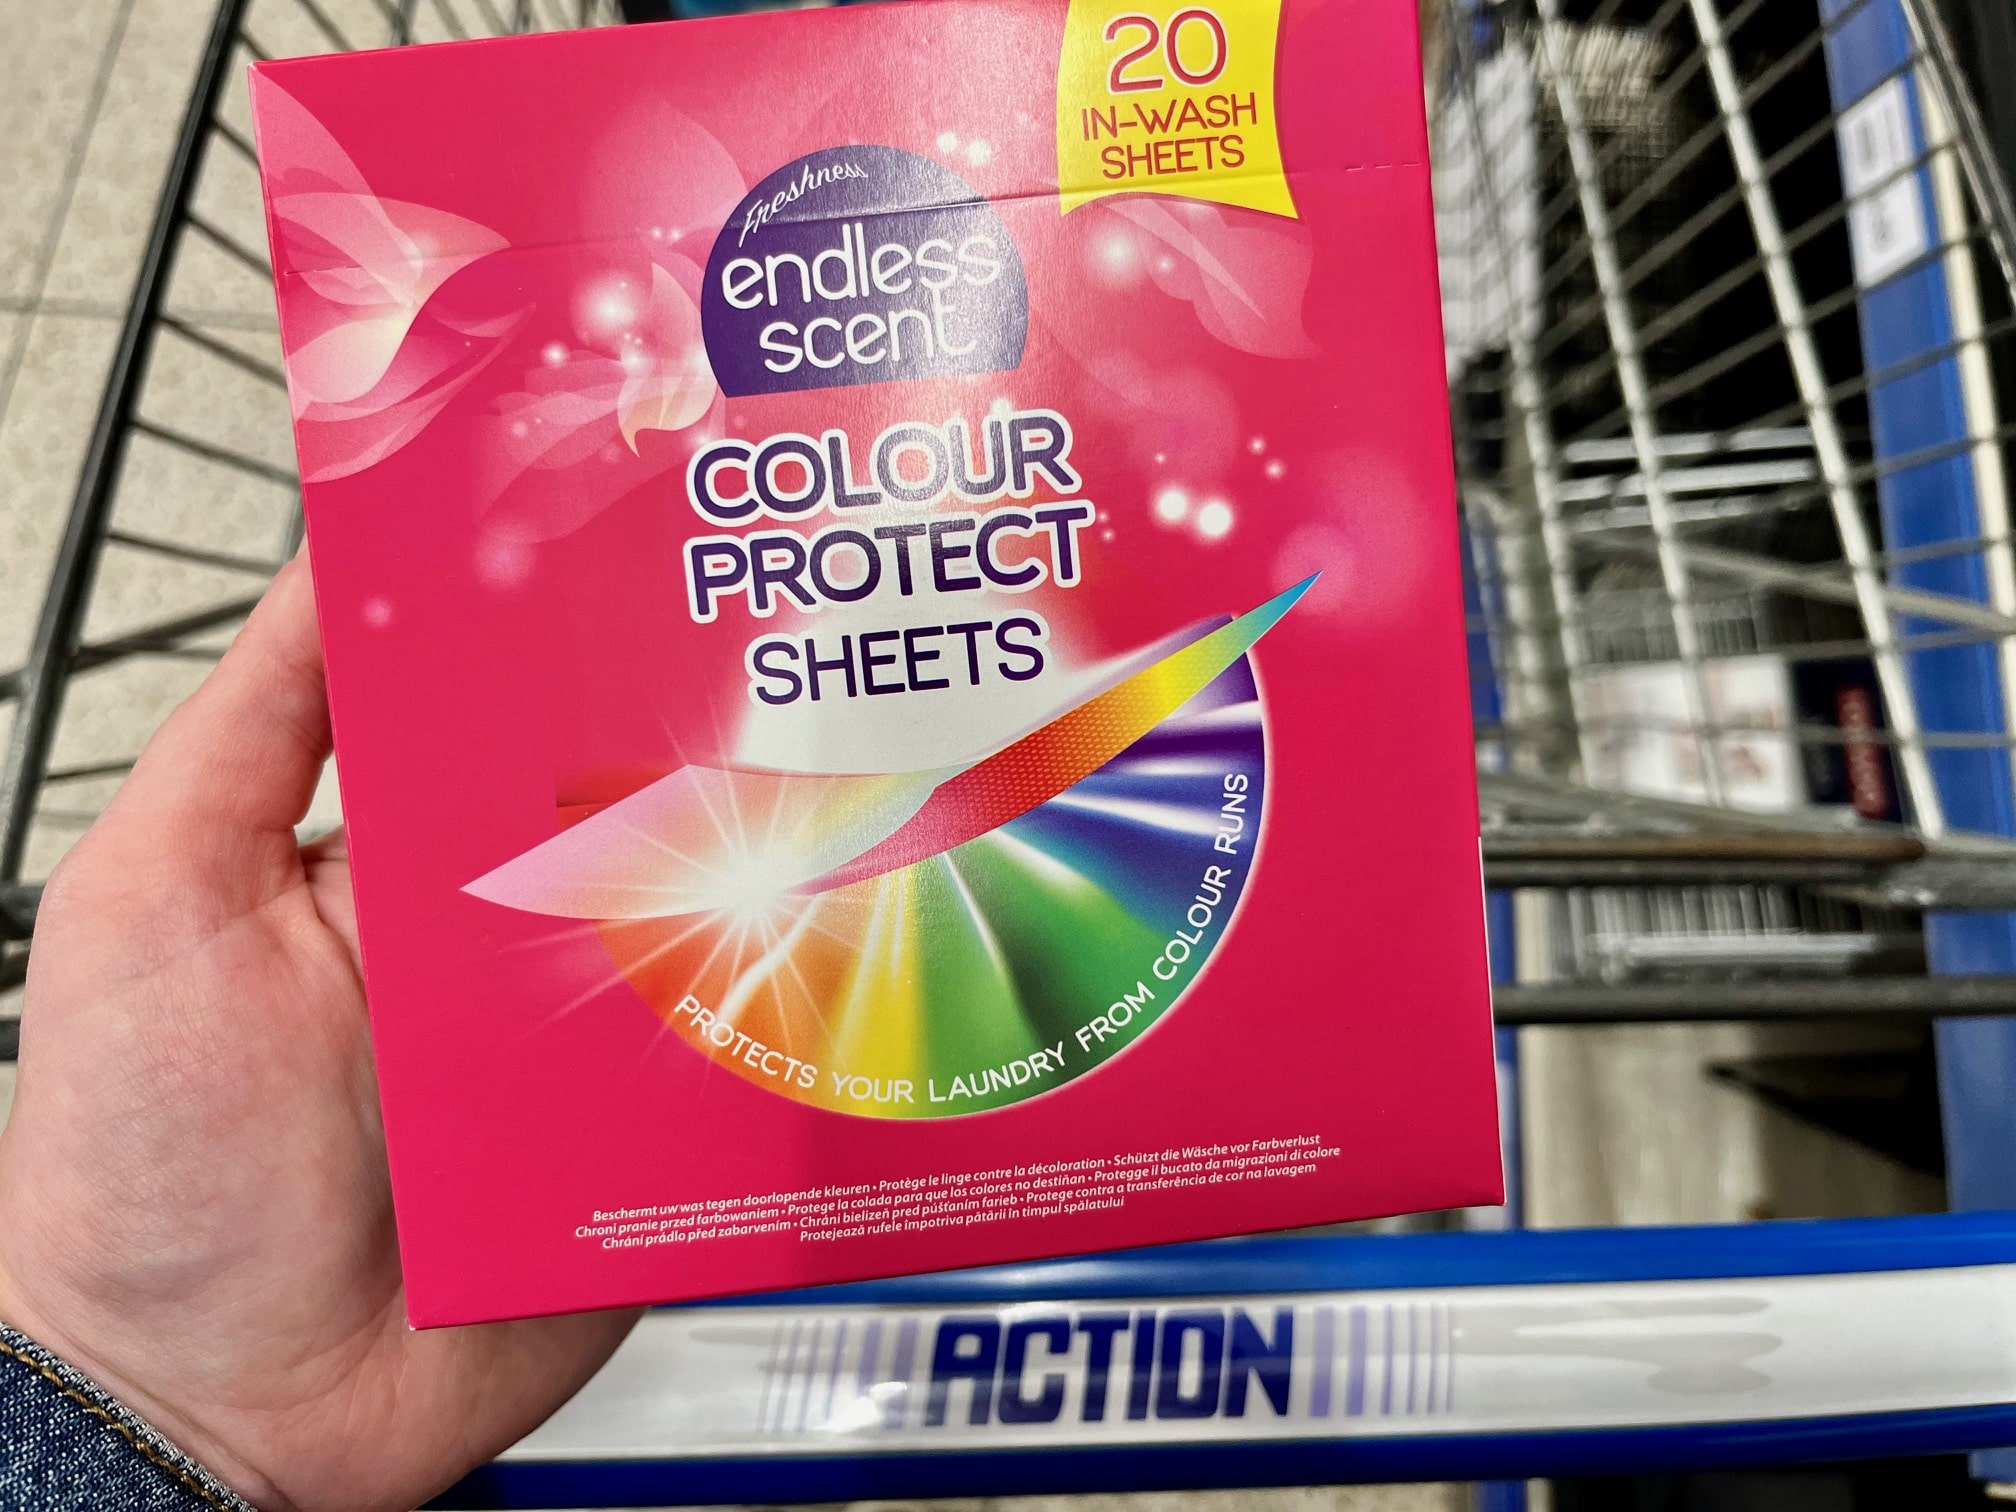 20
IN-WASH
SHEETS
Freshness
endless
scent
COLOUR
PROTECT
SHEETS
PROTECTS YOUR LAUNDRY FROM COLOUR RUNS
Beschermt uw was tegen doorlopende kleuren • Protège le linge contre la décoloration • Schützt die Wäsche vor Farbverlust
Chroni pranie przed farbowaniem • Protege la colada para que los colores no destiñan • Protegge il bucato da migrazioni di colore
Chrání prádlo před zabarvením • Chráni bielizeň pred púšťaním farieb • Protege contra a transferência de cor na lavagem
Protejează rufele împotriva pătării în timpul spălatului
ACTION